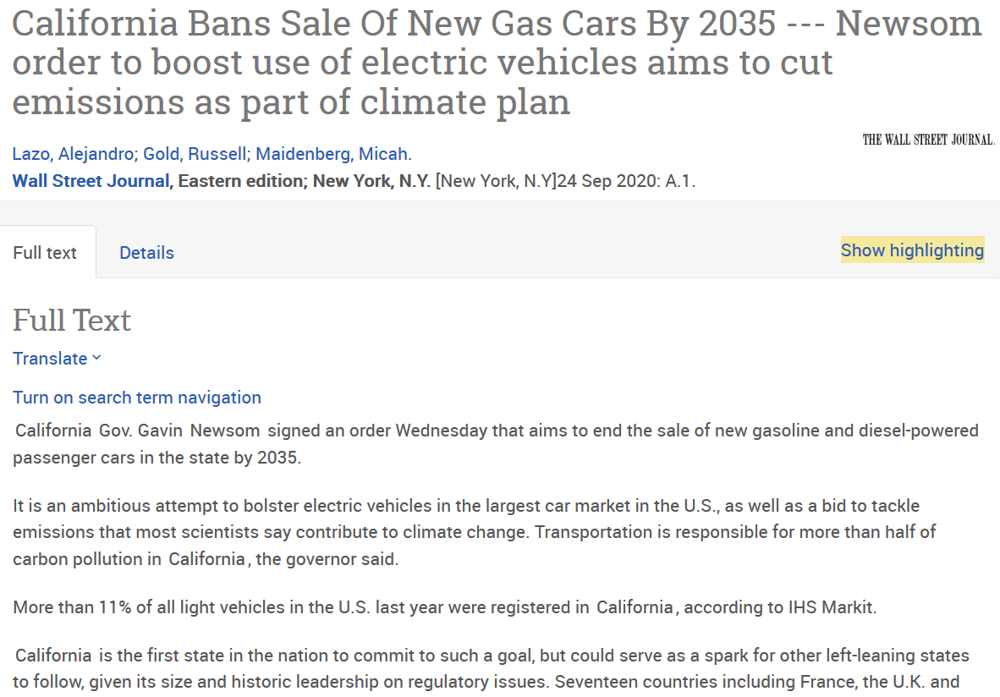 California Bans Sale Of New Gas Cars By 2035 --- Newsom
order to boost use of electric vehicles aims to cut
emissions as part of climate plan
THE WALL STREET JOURNAL.
Lazo, Alejandro; Gold, Russell; Maidenberg, Micah.
Wall Street Journal, Eastern edition; New York, N.Y. [New York, N.Y]24 Sep 2020: A.1.
Full text
Details
Show highlighting
Full Text
Translate
Turn on search term navigation
California Gov. Gavin Newsom signed an order Wednesday that aims to end the sale of new gasoline and diesel-powered
passenger cars in the state by 2035.
It is an ambitious attempt to bolster electric vehicles in the largest car market in the U.S., as well as a bid to tackle
emissions that most scientists say contribute to climate change. Transportation is responsible for more than half of
carbon pollution in California, the governor said.
More than 11% of all light vehicles in the U.S. last year were registered in California, according to IHS Markit.
California is the first state in the nation to commit to such a goal, but could serve as a spark for other left-leaning states
to follow, given its size and historic leadership on regulatory issues. Seventeen countries including France, the U.K. and